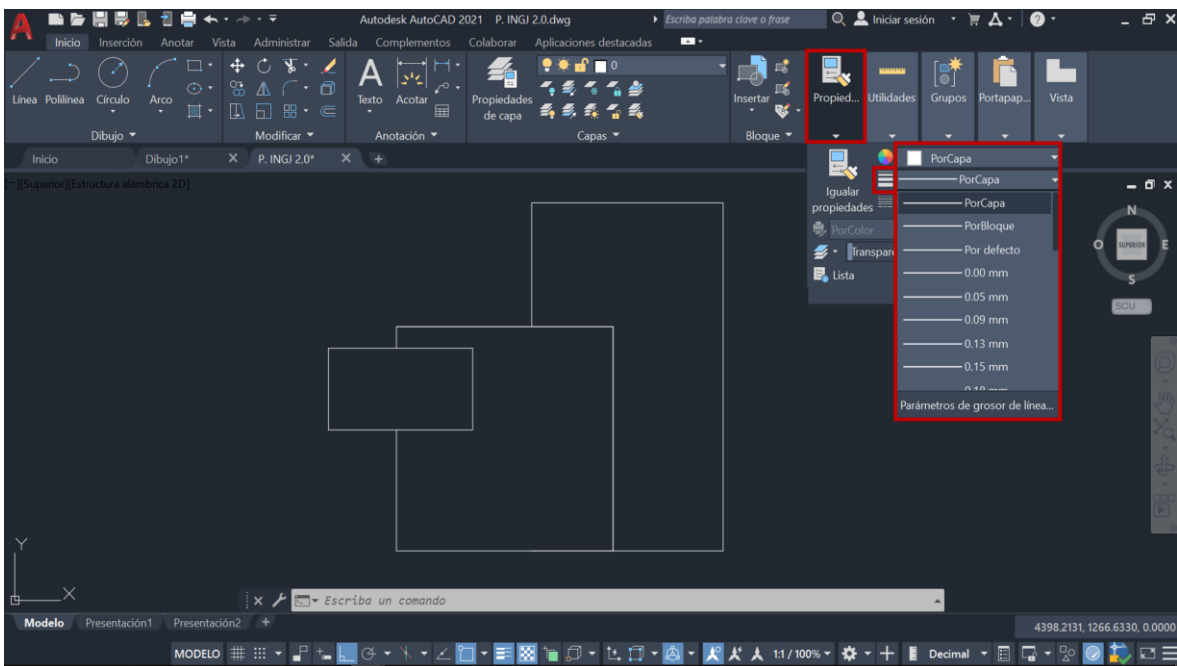 Autodesk AutoCAD 2021 P. INGJ 2.0.dwg Escriba palabra clave o frase Iniciar sesión
Inicio Inserción Anotar Vista Administrar Salida Complementos Colaborar Aplicaciones destacadas
0
Línea Polilínea Círculo Arco
Texto Acotar
Propiedades de capa
Insertar
Propied...
Utilidades
Grupos
Portapap...
Vista
Dibujo Modificar Anotación Capas Bloque
Inicio Dibujo1* P. INGJ 2.0*
[−][Superior][Estructura alámbrica 2D]
Igualar
propiedades
PorColor
Transpare
Lista
PorCapa
PorCapa
PorCapa
PorBloque
Por defecto
0.00 mm
0.05 mm
0.09 mm
0.13 mm
0.15 mm
0.18 mm
Parámetros de grosor de línea...
N
O SUPERIOR E
S
SCU
Y
X
Escriba un comando
Modelo Presentación1 Presentación2 +
4398.2131, 1266.6330, 0.0000
MODELO 1:1 / 100% Decimal